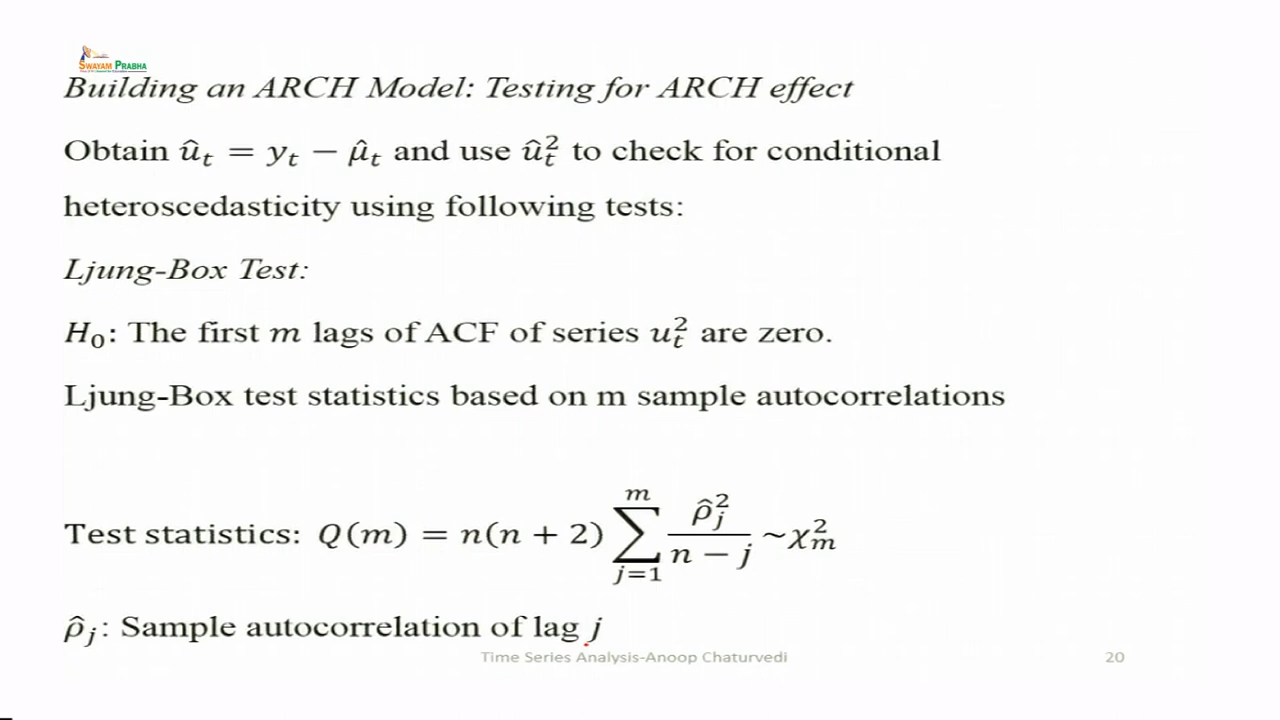 SWAYAM PRABHA
Building an ARCH Model: Testing for ARCH effect
Obtain û_t = y_t − μ̂_t and use û_t^2 to check for conditional
heteroscedasticity using following tests:
Ljung-Box Test:
H_0: The first m lags of ACF of series u_t^2 are zero.
Ljung-Box test statistics based on m sample autocorrelations
Test statistics: Q(m) = n(n + 2) ∑_{j=1}^{m} ρ̂_j^2 / (n − j) ~χ_m^2
ρ̂_j: Sample autocorrelation of lag j
Time Series Analysis-Anoop Chaturvedi 20